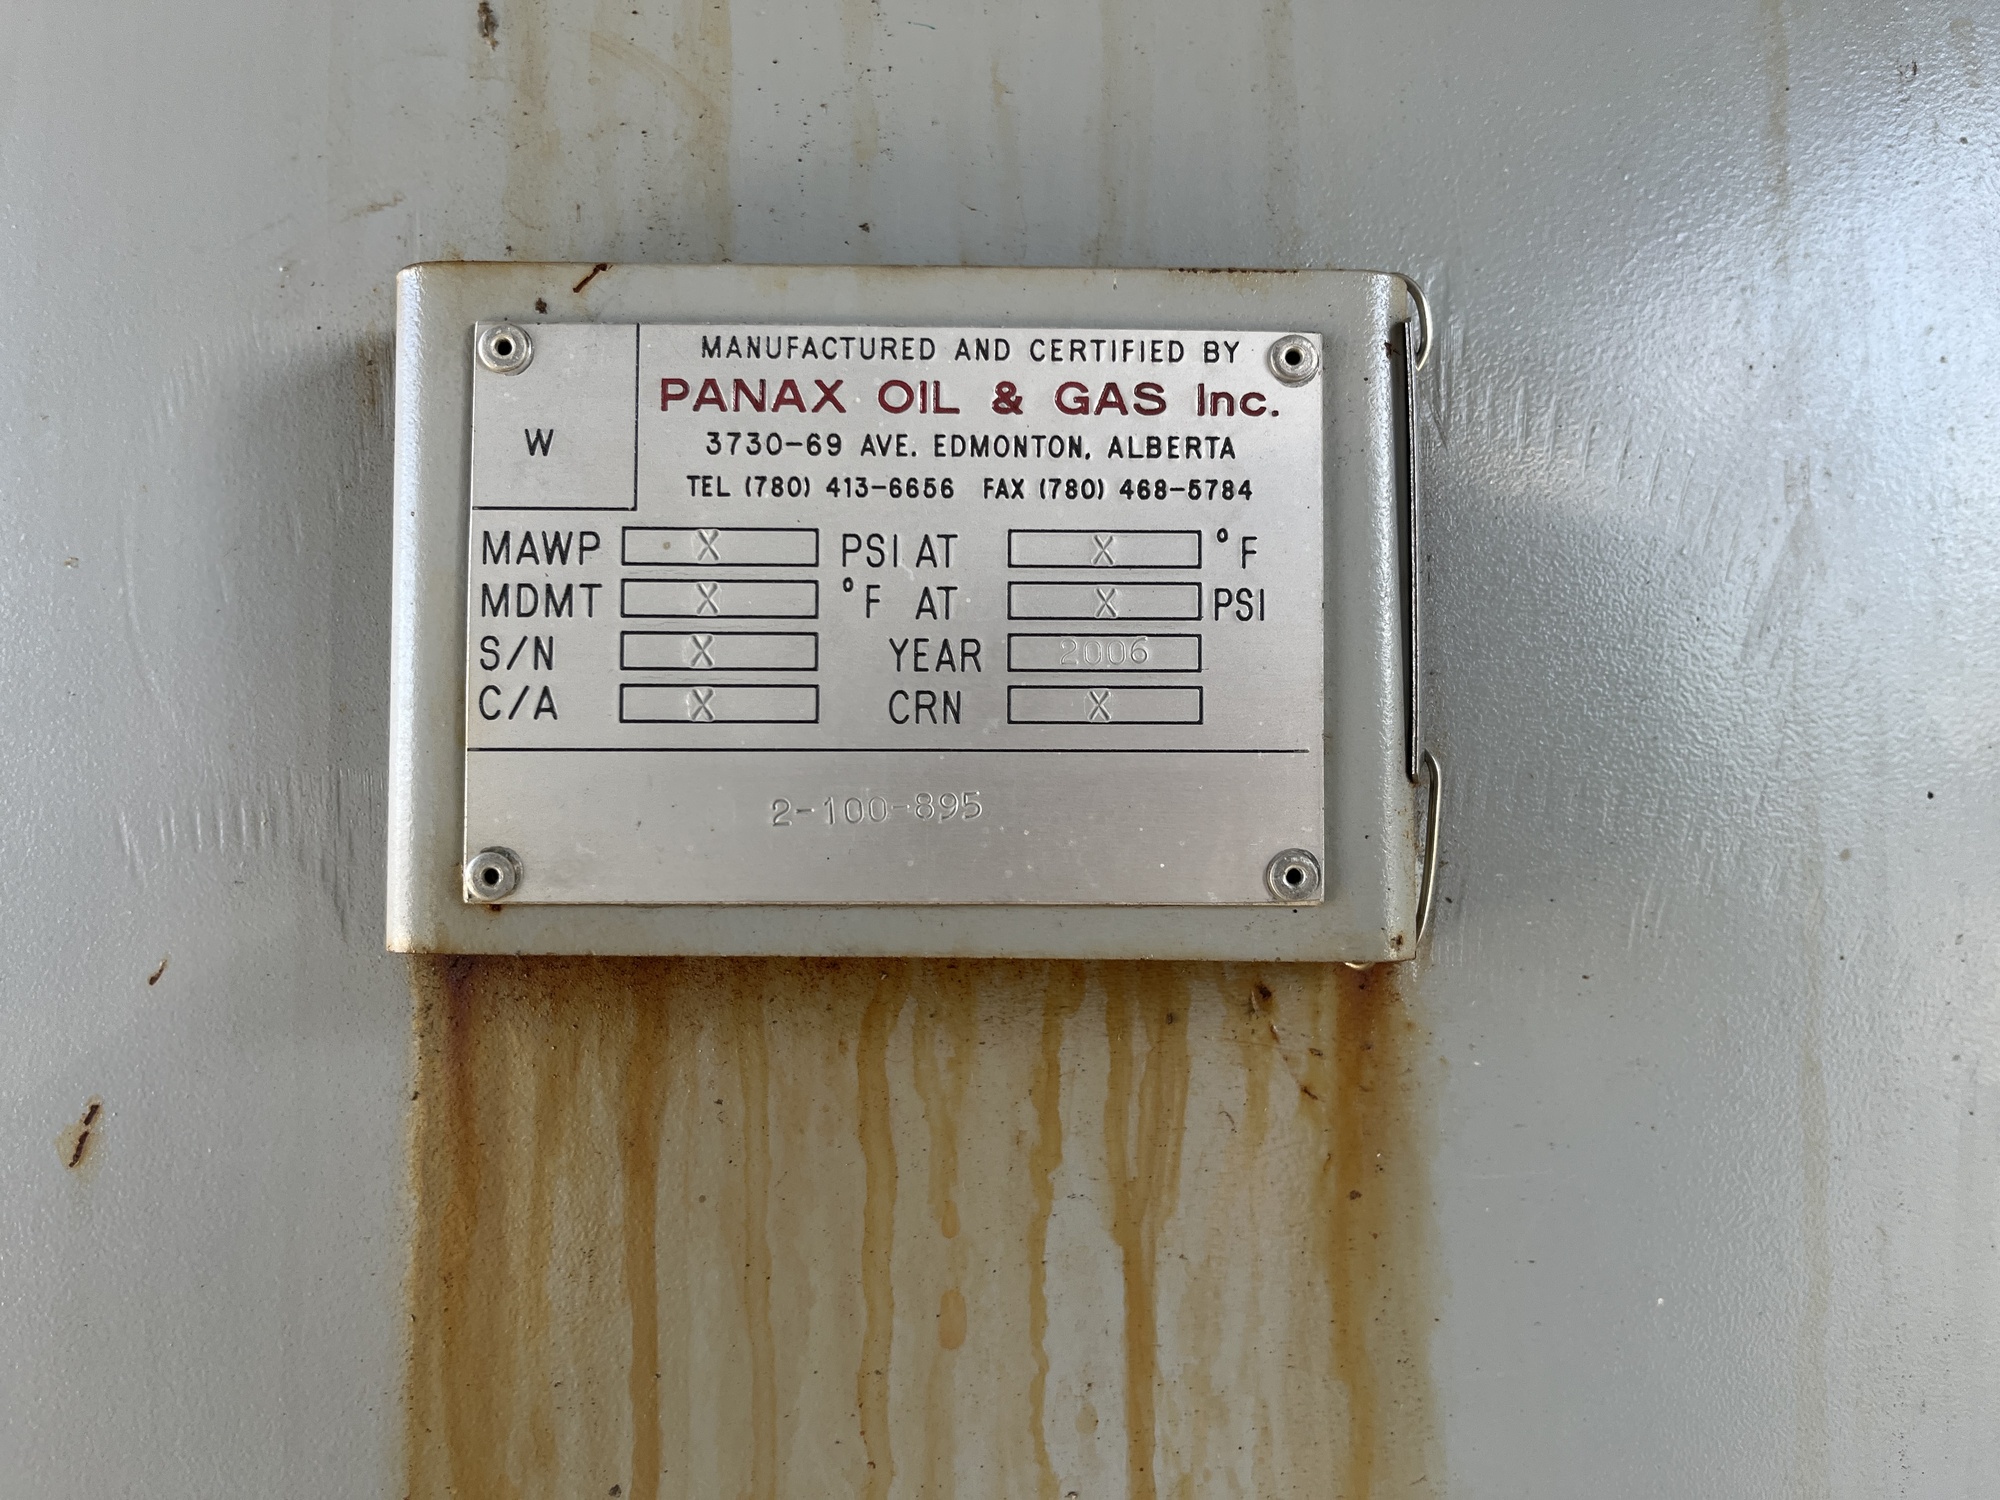 MANUFACTURED AND CERTIFIED BY
PANAX OIL & GAS Inc.
W
3730-69 AVE. EDMONTON, ALBERTA
TEL (780) 413-6656 FAX (780) 468-5784
MAWP X PSI AT X °F
MDMT X °F AT X PSI
S/N X YEAR 2006
C/A X CRN X
2-100-895